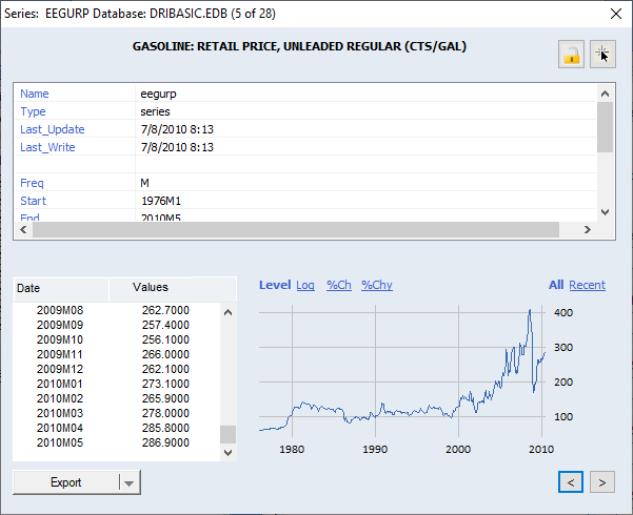 Series: EEGURP Database: DRIBASIC.EDB (5 of 28)
GASOLINE: RETAIL PRICE, UNLEADED REGULAR (CTS/GAL)
Name eegurp
Type series
Last_Update 7/8/2010 8:13
Last_Write 7/8/2010 8:13
Freq M
Start 1976M1
End 2010M5
Date Values
2009M08 262.7000
2009M09 257.4000
2009M10 256.1000
2009M11 266.0000
2009M12 262.1000
2010M01 273.1000
2010M02 265.9000
2010M03 278.0000
2010M04 285.8000
2010M05 286.9000
Export
Level Log %Ch %Chy All Recent
400
300
200
100
1980 1990 2000 2010
< >